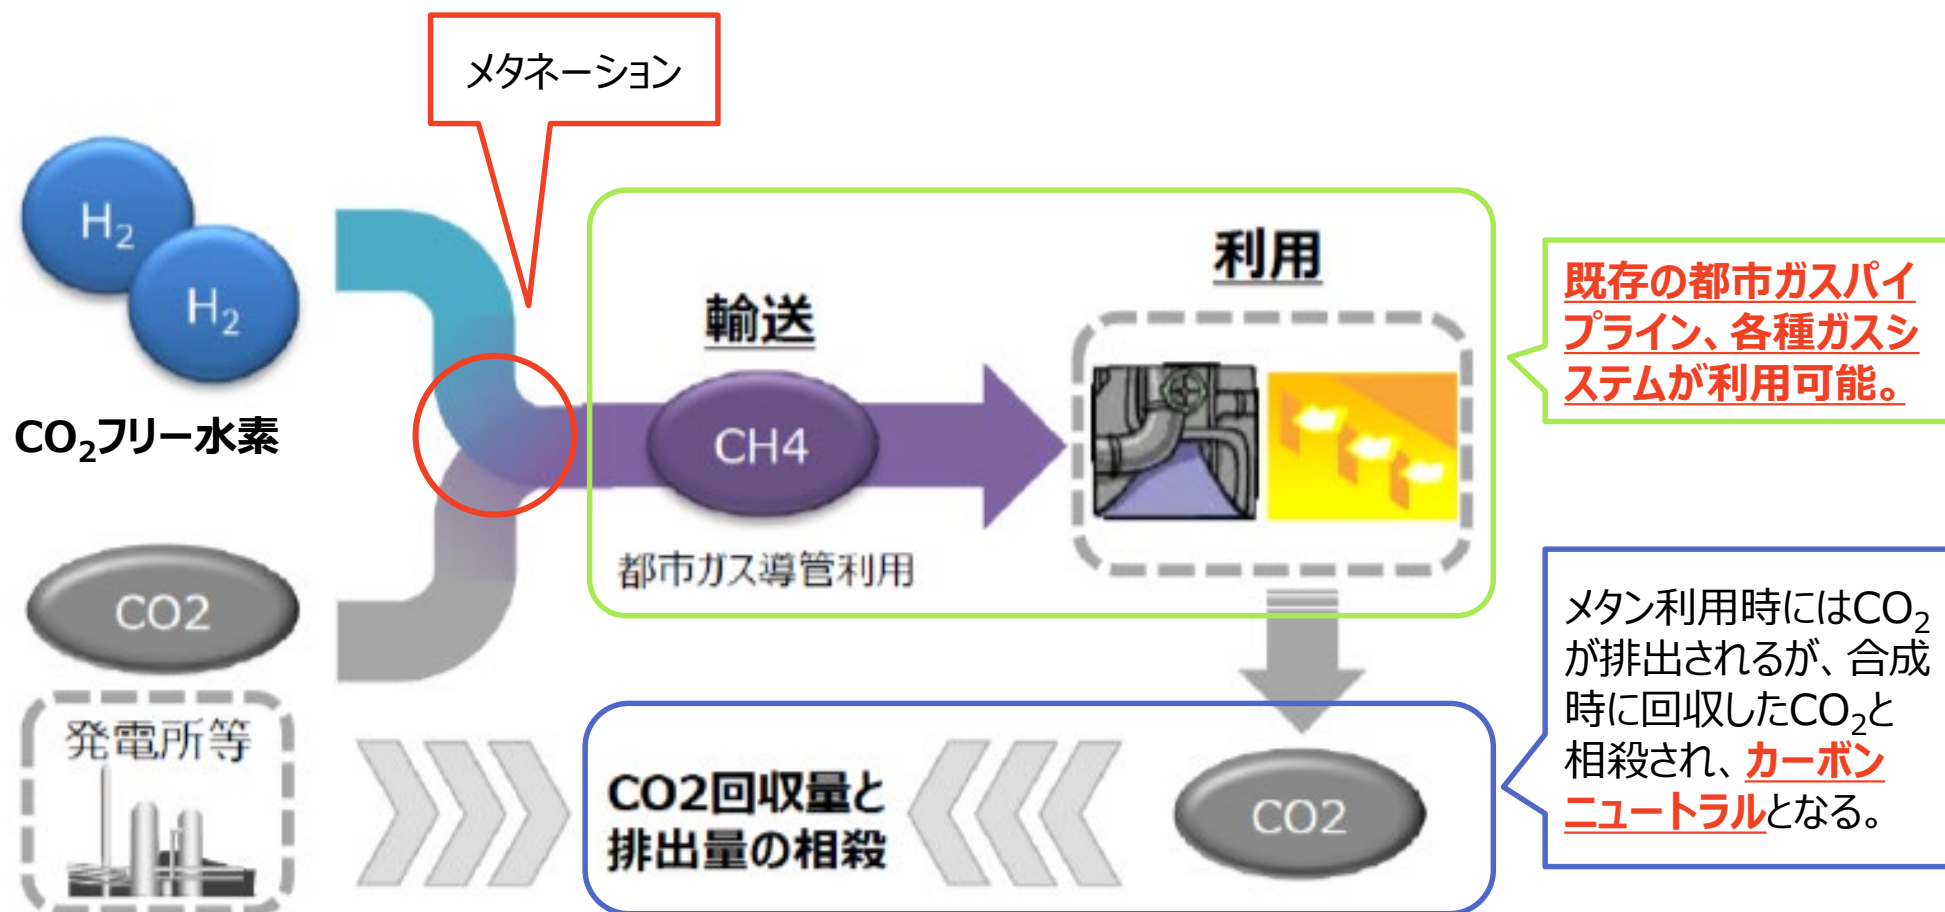 メタネーション
H2
H2
CO2フリー水素
CO2
発電所等
輸送
CH4
都市ガス導管利用
利用
既存の都市ガスパイ
プライン、各種ガスシ
ステムが利用可能。
CO2回収量と
排出量の相殺
CO2
メタン利用時にはCO2
が排出されるが、合成
時に回収したCO2と
相殺され、カーボン
ニュートラルとなる。